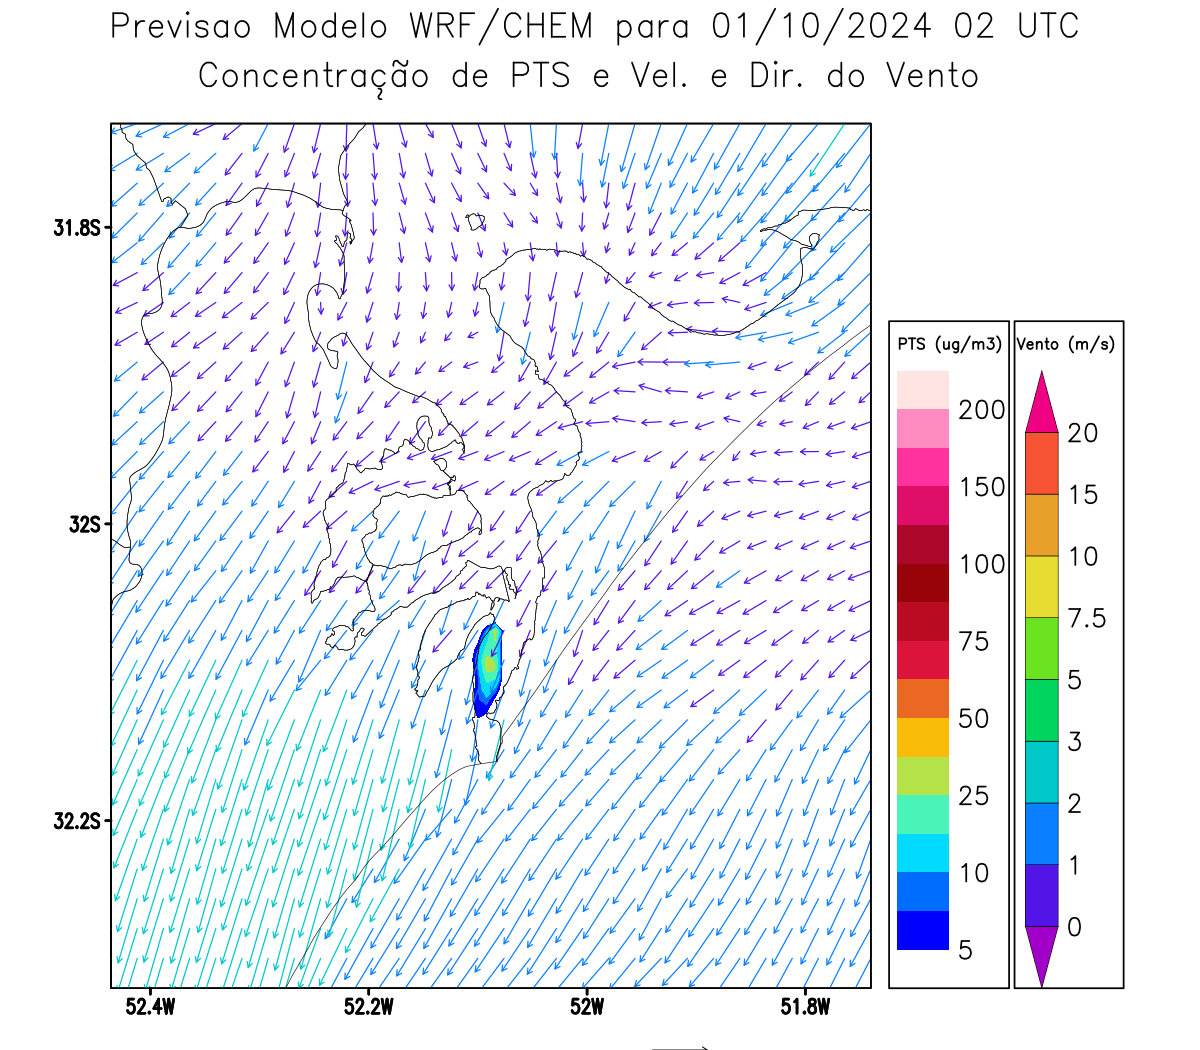 Previsao Modelo WRF/CHEM para 01/10/2024 02 UTC
Concentração de PTS e Vel. e Dir. do Vento
31.8S
32S
32.2S
52.4W
52.2W
52W
51.8W
PTS (ug/m3)
200
150
100
75
50
25
10
5
Vento (m/s)
20
15
10
7.5
5
3
2
1
0